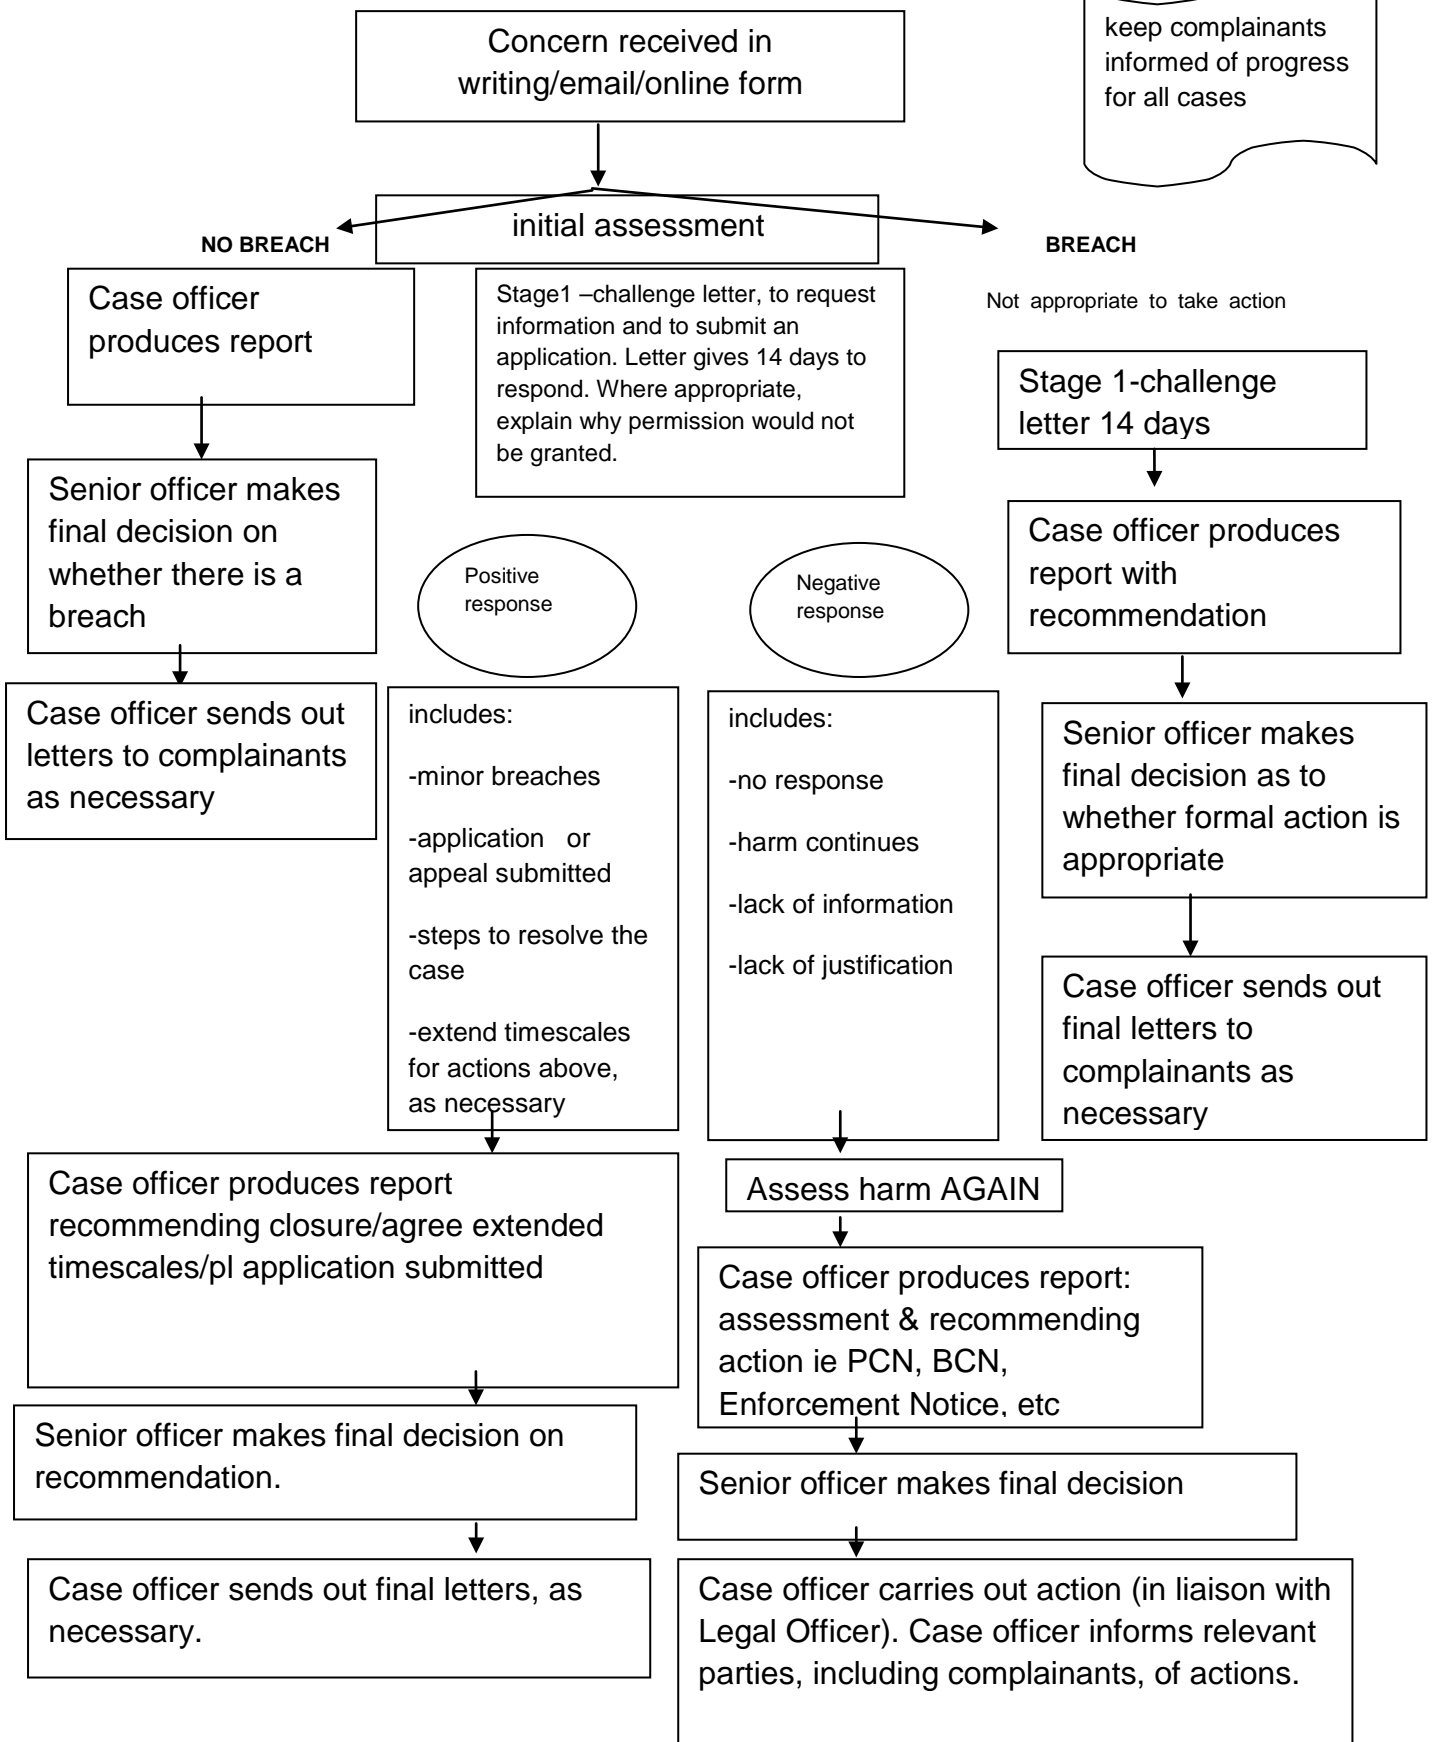 keep complainants
informed of progress
for all cases
Concern received in
writing/email/online form
initial assessment
NO BREACH
BREACH
Case officer
produces report
Stage1 –challenge letter, to request
information and to submit an
application. Letter gives 14 days to
respond. Where appropriate,
explain why permission would not
be granted.
Not appropriate to take action
Stage 1-challenge
letter 14 days
Senior officer makes
final decision on
whether there is a
breach
Case officer produces
report with
recommendation
Positive
response
Negative
response
Case officer sends out
letters to complainants
as necessary
includes:
-minor breaches
-application or
appeal submitted
-steps to resolve the
case
-extend timescales
for actions above,
as necessary
includes:
-no response
-harm continues
-lack of information
-lack of justification
Senior officer makes
final decision as to
whether formal action is
appropriate
Case officer sends out
final letters to
complainants as
necessary
Case officer produces report
recommending closure/agree extended
timescales/pl application submitted
Assess harm AGAIN
Case officer produces report:
assessment & recommending
action ie PCN, BCN,
Enforcement Notice, etc
Senior officer makes final decision on
recommendation.
Senior officer makes final decision
Case officer sends out final letters, as
necessary.
Case officer carries out action (in liaison with
Legal Officer). Case officer informs relevant
parties, including complainants, of actions.